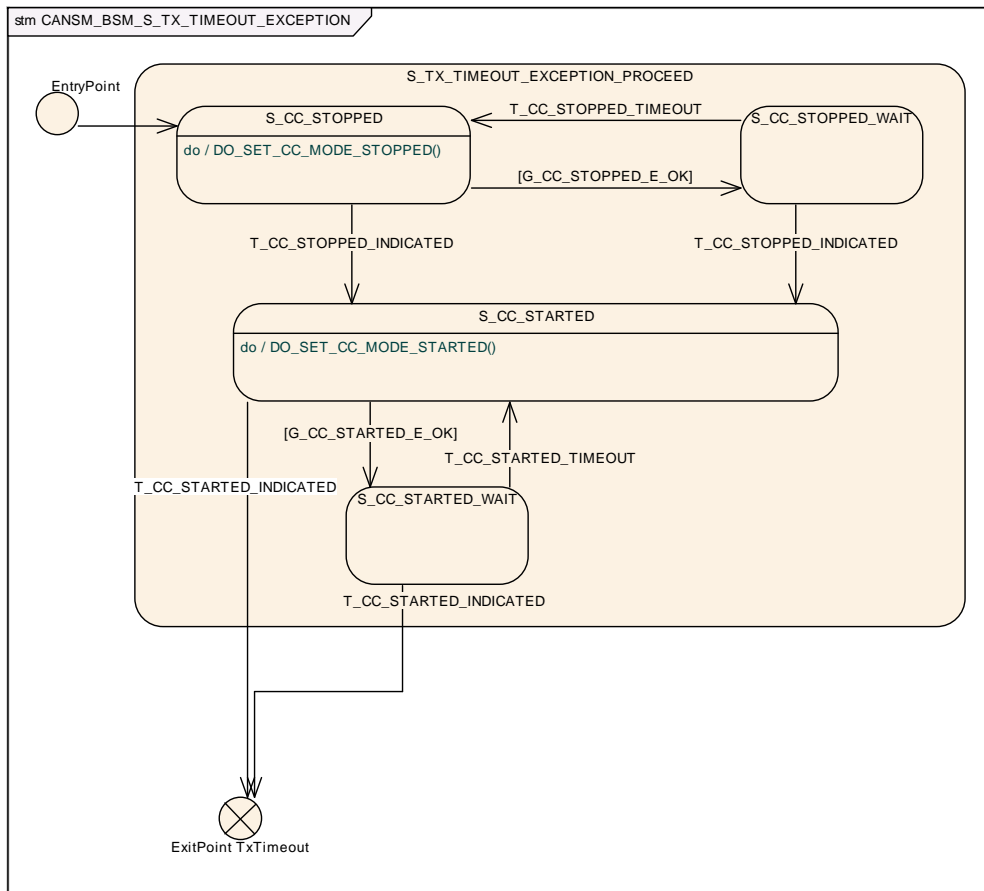 stm CANSM_BSM_S_TX_TIMEOUT_EXCEPTION
EntryPoint
S_TX_TIMEOUT_EXCEPTION_PROCEED
S_CC_STOPPED
do / DO_SET_CC_MODE_STOPPED()
T_CC_STOPPED_TIMEOUT
S_CC_STOPPED_WAIT
[G_CC_STOPPED_E_OK]
T_CC_STOPPED_INDICATED
T_CC_STOPPED_INDICATED
S_CC_STARTED
do / DO_SET_CC_MODE_STARTED()
[G_CC_STARTED_E_OK]
T_CC_STARTED_TIMEOUT
T_CC_STARTED_INDICATED
S_CC_STARTED_WAIT
T_CC_STARTED_INDICATED
ExitPoint TxTimeout